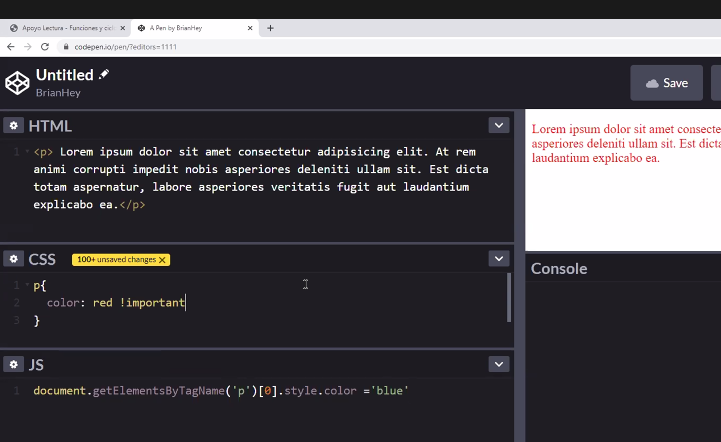 Apoyo Lectura - Funciones y cicl
A Pen by BrianHey
codepen.io/pen/?editors=1111
Untitled
BrianHey
Save
HTML
1 <p> Lorem ipsum dolor sit amet consectetur adipisicing elit. At rem
animi corrupti impedit nobis asperiores deleniti ullam sit. Est dicta
totam aspernatur, labore asperiores veritatis fugit aut laudantium
explicabo ea.</p>
Lorem ipsum dolor sit amet consecte
asperiores deleniti ullam sit. Est dicta
laudantium explicabo ea.
CSS
100+ unsaved changes X
1 p{
2 color: red !important
3 }
Console
JS
1 document.getElementsByTagName('p')[0].style.color ='blue'